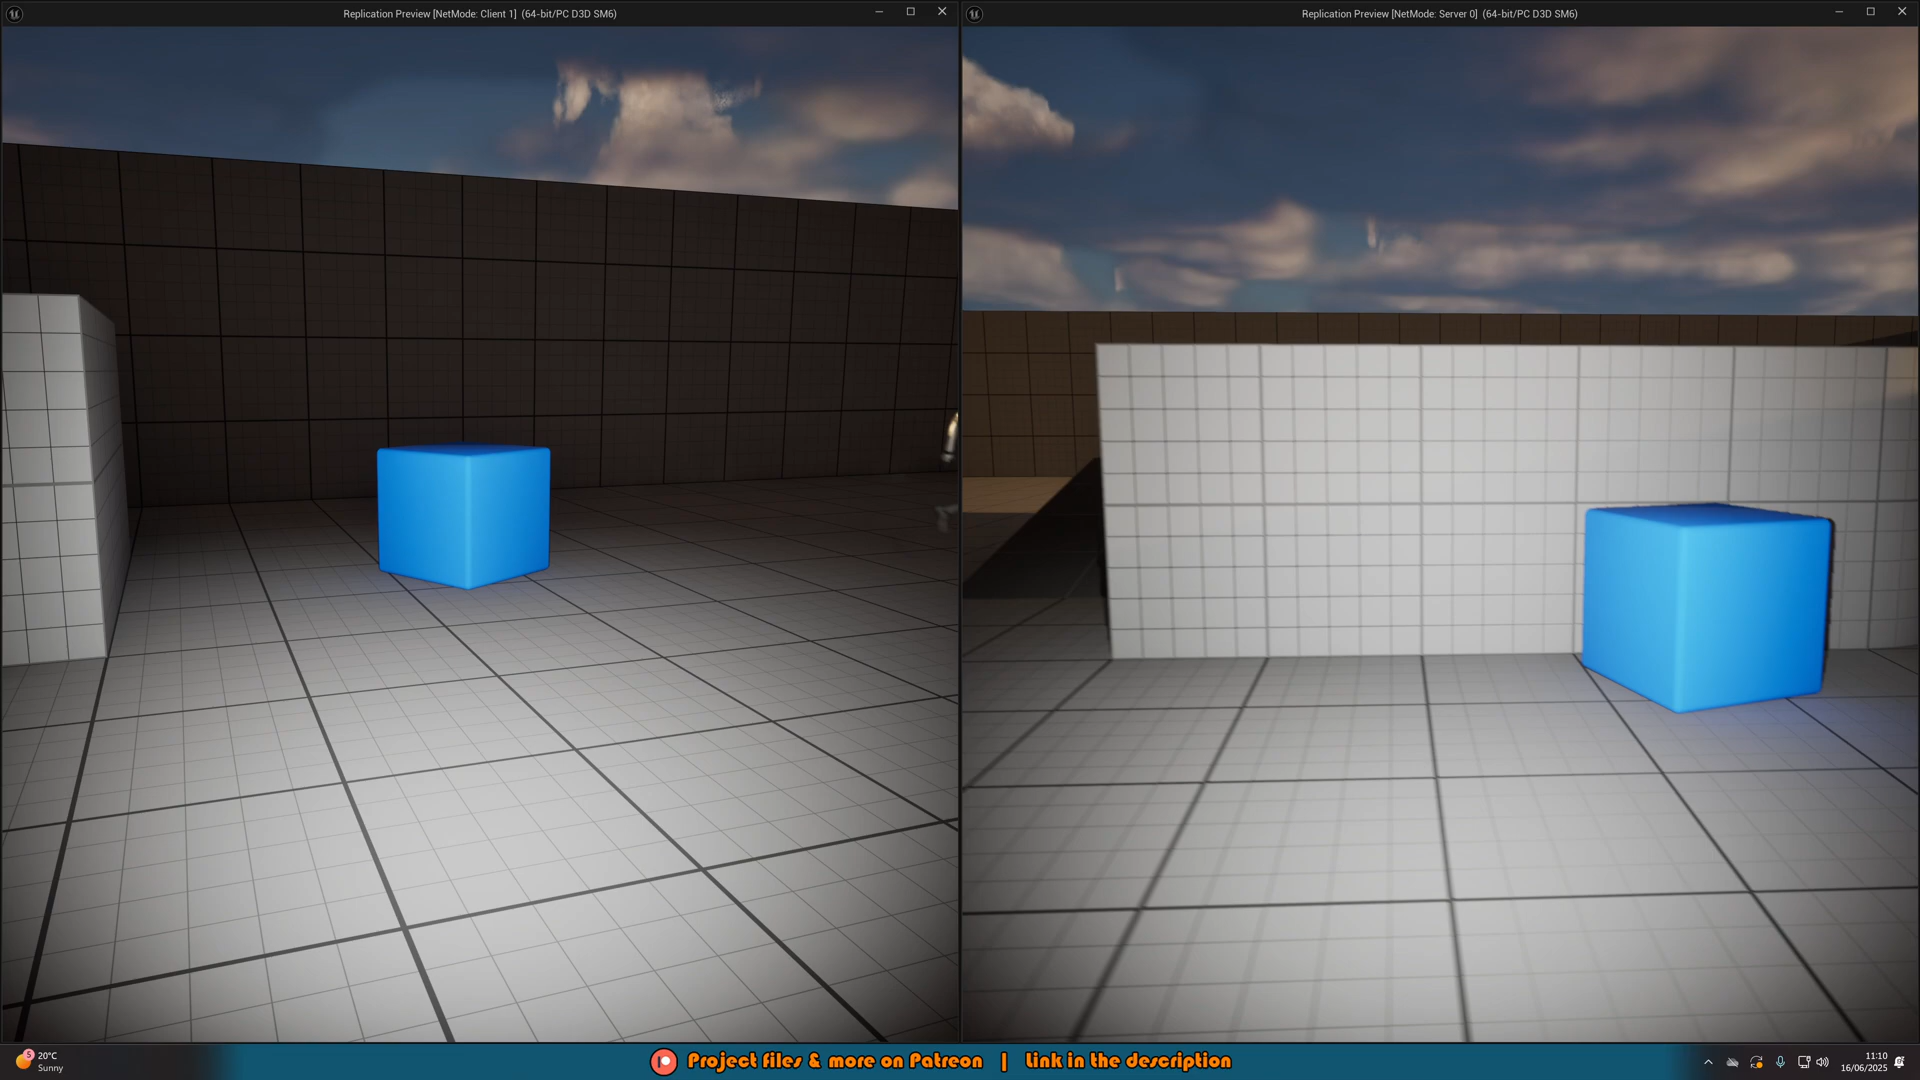 Replication Preview [NetMode: Client 1] (64-bit/PC D3D SM6)
Replication Preview [NetMode: Server 0] (64-bit/PC D3D SM6)
5
20°C
Sunny
Project files & more on Patreon | Link in the description
11:10
16/06/2025